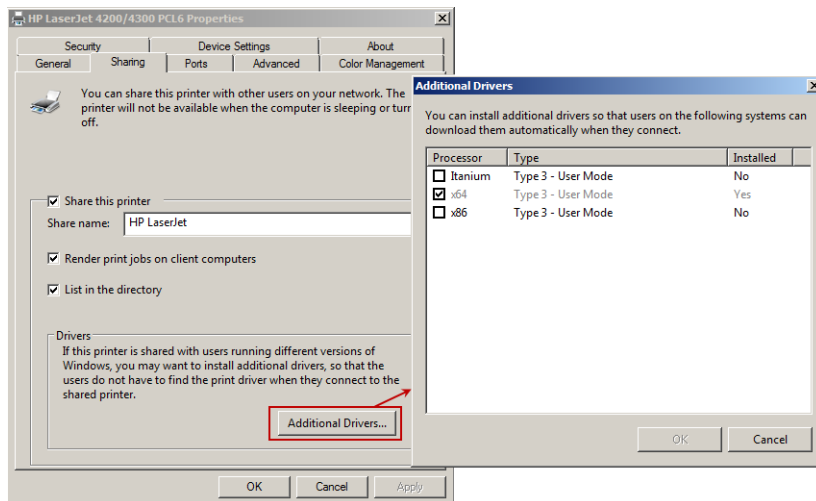 HP LaserJet 4200/4300 PCL6 Properties
Security
Device Settings
About
General
Sharing
Ports
Advanced
Color Management
You can share this printer with other users on your network. The
printer will not be available when the computer is sleeping or
off.
Share this printer
Share name:
HP LaserJet
Render print jobs on client computers
List in the directory
Drivers
If this printer is shared with users running different versions of
Windows, you may want to install additional drivers, so that the
users do not have to find the print driver when they connect to the
shared printer.
Additional Drivers...
OK
Cancel
Apply
Additional Drivers
You can install additional drivers so that users on the following systems can
download them automatically when they connect.
Processor Type Installed
Itanium Type 3 - User Mode No
x64 Type 3 - User Mode Yes
x86 Type 3 - User Mode No
OK
Cancel